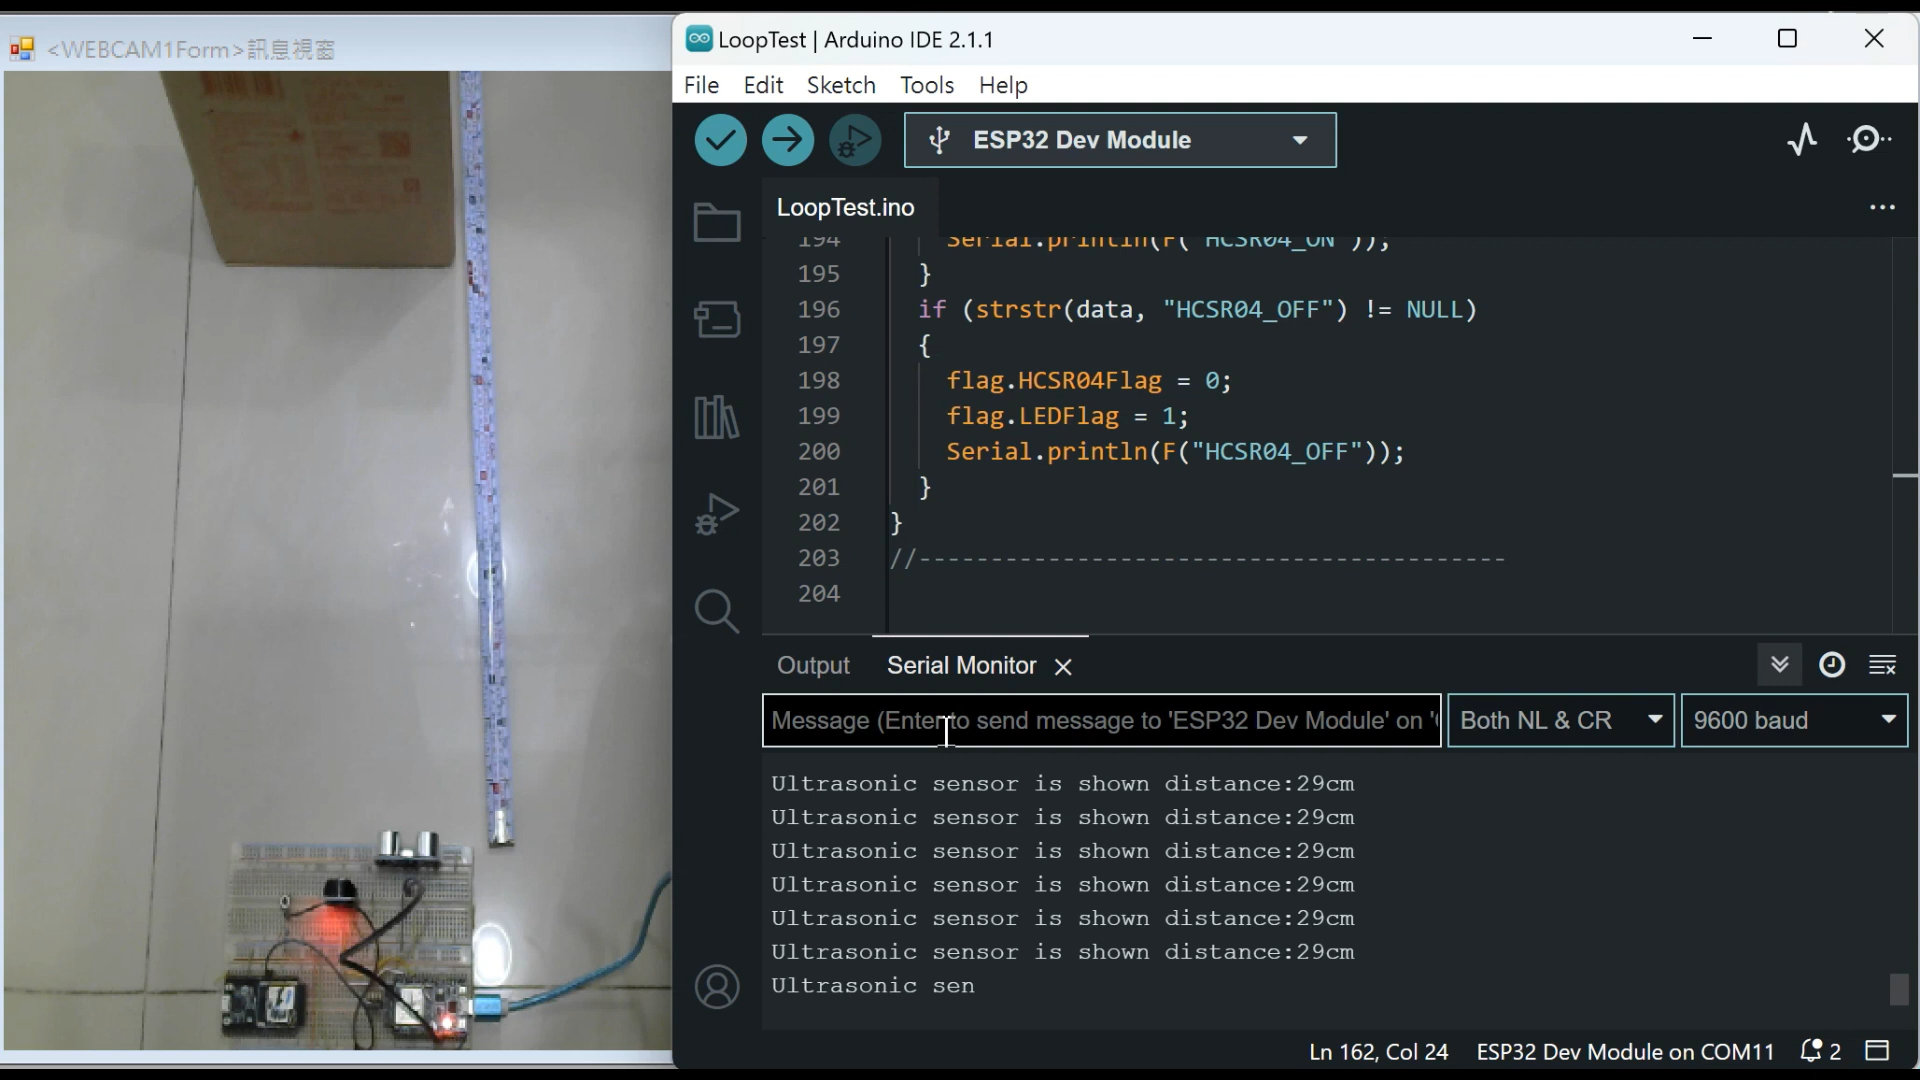 <WEBCAM1Form>訊息視窗
LoopTest | Arduino IDE 2.1.1
File Edit Sketch Tools Help
ESP32 Dev Module
LoopTest.ino
194 Serial.println(F("HCSR04_ON"));
195 }
196 if (strstr(data, "HCSR04_OFF") != NULL)
197 {
198 flag.HCSR04Flag = 0;
199 flag.LEDFlag = 1;
200 Serial.println(F("HCSR04_OFF"));
201 }
202 }
203 //-----------------------------------------
204
Output Serial Monitor
Message (Enter to send message to 'ESP32 Dev Module' on '
Both NL & CR
9600 baud
Ultrasonic sensor is shown distance:29cm
Ultrasonic sensor is shown distance:29cm
Ultrasonic sensor is shown distance:29cm
Ultrasonic sensor is shown distance:29cm
Ultrasonic sensor is shown distance:29cm
Ultrasonic sensor is shown distance:29cm
Ultrasonic sen
Ln 162, Col 24 ESP32 Dev Module on COM11 2